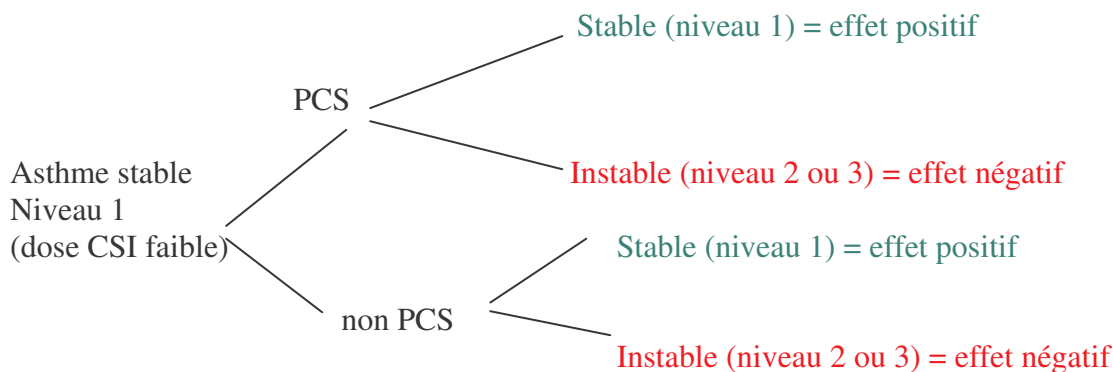 Stable (niveau 1) = effet positif
PCS
Instable (niveau 2 ou 3) = effet négatif
Asthme stable
Niveau 1
(dose CSI faible)
Stable (niveau 1) = effet positif
non PCS
Instable (niveau 2 ou 3) = effet négatif